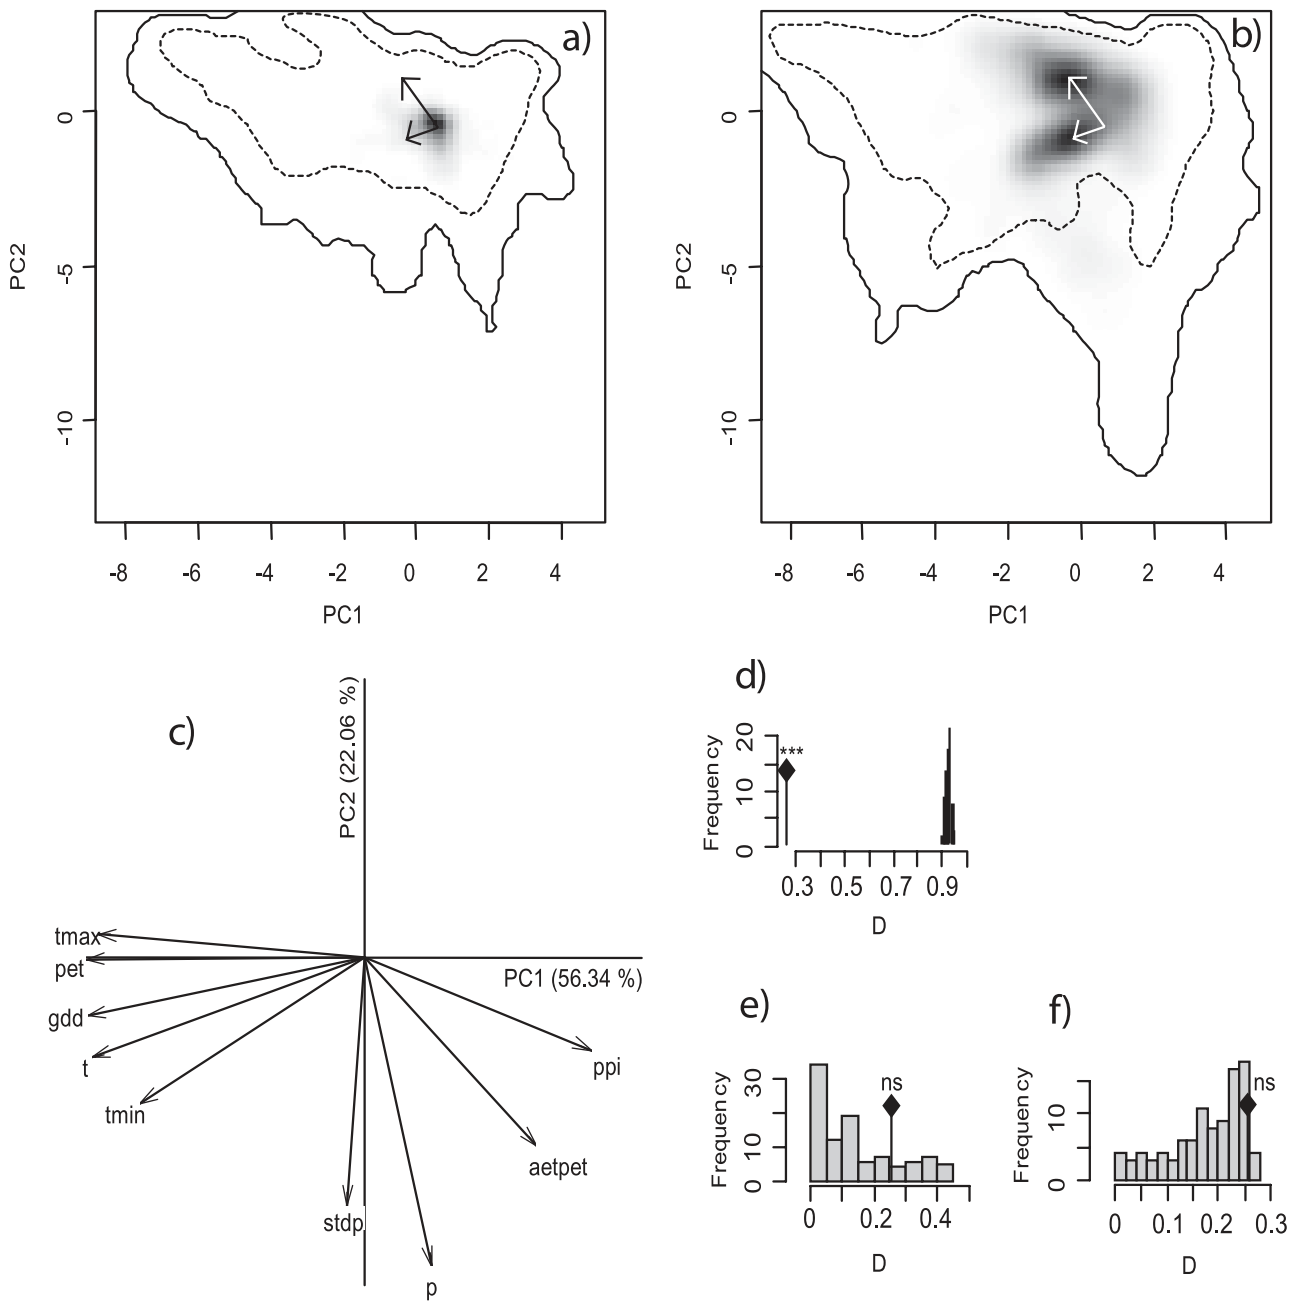 a)
0
-5
-10
PC2
-8 -6 -4 -2 0 2 4
PC1
b)
0
-5
-10
PC2
-8 -6 -4 -2 0 2 4
PC1
c)
PC2 (22.06 %)
PC1 (56.34 %)
tmax
pet
gdd
t
tmin
stdp
p
aetpet
ppi
d)
***
Frequency
20
10
0
0.3 0.5 0.7 0.9
D
e)
ns
Frequency
30
10
0
0 0.2 0.4
D
f)
ns
Frequency
10
0
0 0.1 0.2 0.3
D